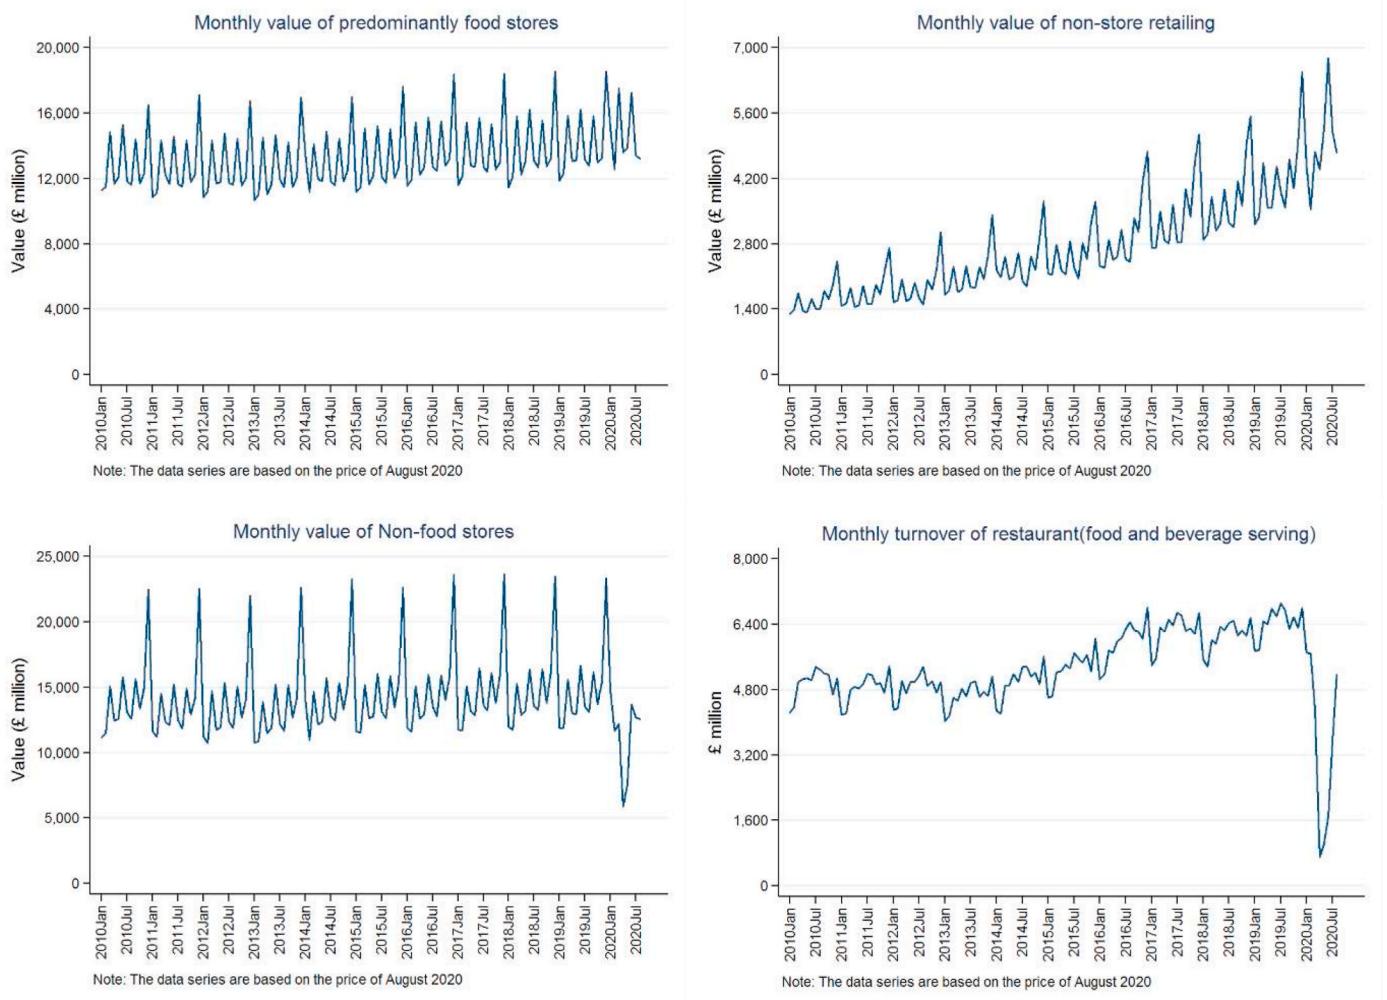 Monthly value of predominantly food stores
Value (£ million)
20,000
16,000
12,000
8,000
4,000
0
2010Jan
2010Jul
2011Jan
2011Jul
2012Jan
2012Jul
2013Jan
2013Jul
2014Jan
2014Jul
2015Jan
2015Jul
2016Jan
2016Jul
2017Jan
2017Jul
2018Jan
2018Jul
2019Jan
2019Jul
2020Jan
2020Jul
Note: The data series are based on the price of August 2020
Monthly value of non-store retailing
Value (£ million)
7,000
5,600
4,200
2,800
1,400
0
2010Jan
2010Jul
2011Jan
2011Jul
2012Jan
2012Jul
2013Jan
2013Jul
2014Jan
2014Jul
2015Jan
2015Jul
2016Jan
2016Jul
2017Jan
2017Jul
2018Jan
2018Jul
2019Jan
2019Jul
2020Jan
2020Jul
Note: The data series are based on the price of August 2020
Monthly value of Non-food stores
Value (£ million)
25,000
20,000
15,000
10,000
5,000
0
2010Jan
2010Jul
2011Jan
2011Jul
2012Jan
2012Jul
2013Jan
2013Jul
2014Jan
2014Jul
2015Jan
2015Jul
2016Jan
2016Jul
2017Jan
2017Jul
2018Jan
2018Jul
2019Jan
2019Jul
2020Jan
2020Jul
Note: The data series are based on the price of August 2020
Monthly turnover of restaurant(food and beverage serving)
£ million
8,000
6,400
4,800
3,200
1,600
0
2010Jan
2010Jul
2011Jan
2011Jul
2012Jan
2012Jul
2013Jan
2013Jul
2014Jan
2014Jul
2015Jan
2015Jul
2016Jan
2016Jul
2017Jan
2017Jul
2018Jan
2018Jul
2019Jan
2019Jul
2020Jan
2020Jul
Note: The data series are based on the price of August 2020